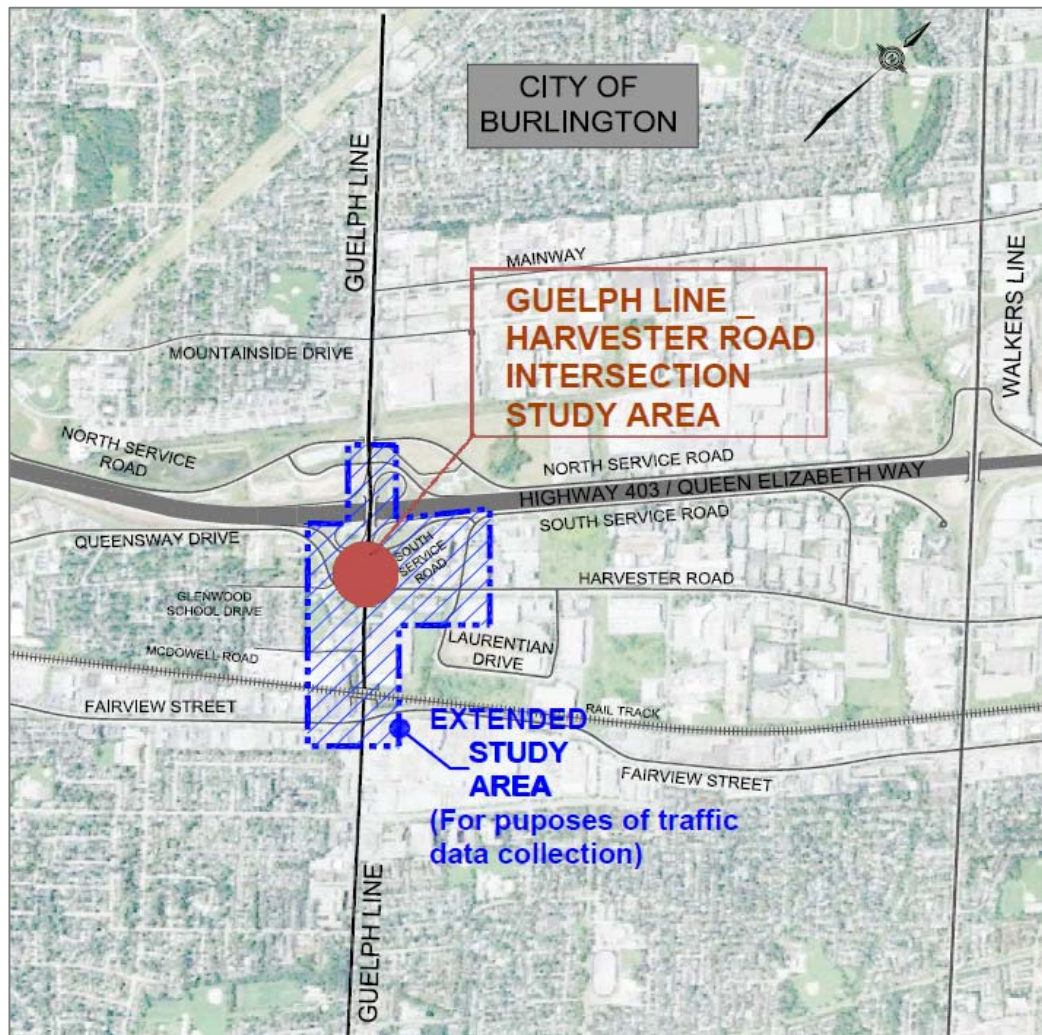 CITY OF
BURLINGTON
GUELPH LINE
WALKERS LINE
MAINWAY
GUELPH LINE _
HARVESTER ROAD
INTERSECTION
STUDY AREA
MOUNTAINSIDE DRIVE
NORTH SERVICE
ROAD
NORTH SERVICE ROAD
HIGHWAY 403 / QUEEN ELIZABETH WAY
SOUTH SERVICE ROAD
QUEENSWAY DRIVE
SOUTH
SERVICE
ROAD
HARVESTER ROAD
GLENWOOD
SCHOOL DRIVE
LAURENTIAN
DRIVE
MCDOWELL ROAD
FAIRVIEW STREET
RAIL TRACK
EXTENDED
STUDY
AREA
(For puposes of traffic
data collection)
FAIRVIEW STREET
GUELPH LINE